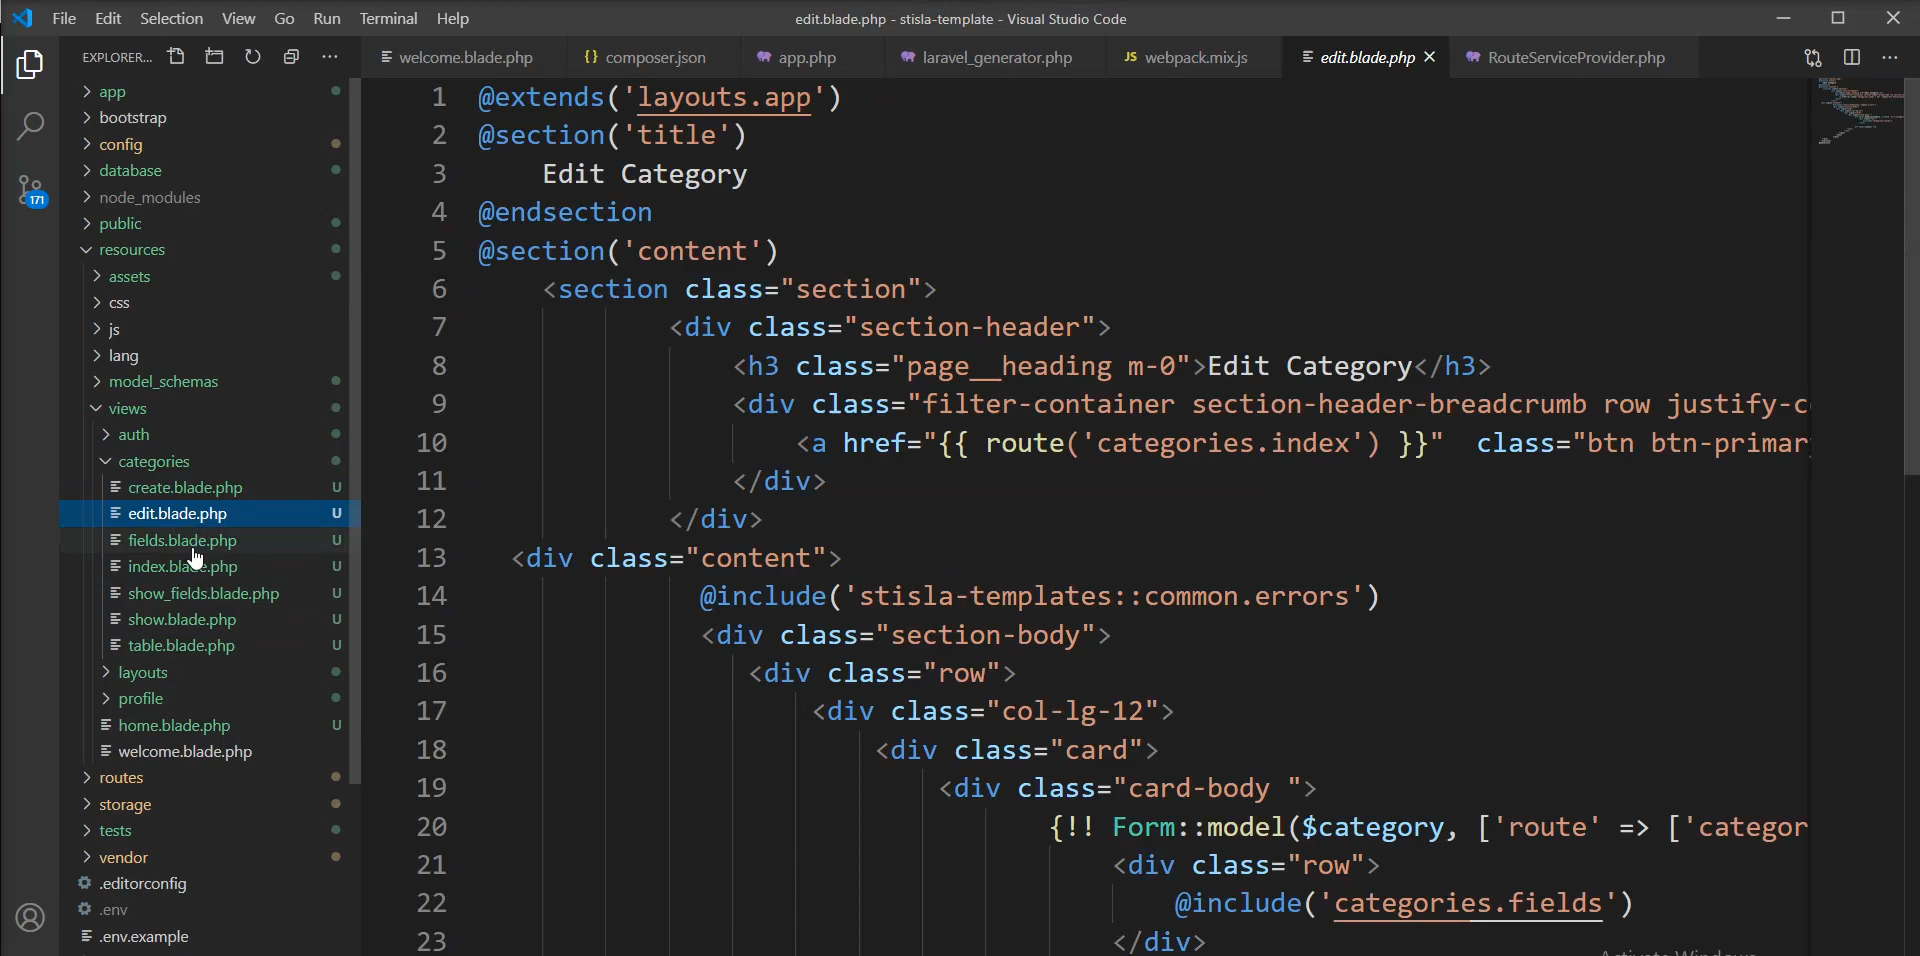 File Edit Selection View Go Run Terminal Help
edit.blade.php - stisla-template - Visual Studio Code
EXPLORER...
welcome.blade.php
{} composer.json
app.php
laravel_generator.php
JS webpack.mix.js
edit.blade.php
RouteServiceProvider.php
171
app
bootstrap
config
database
node_modules
public
resources
assets
css
js
lang
model_schemas
views
auth
categories
create.blade.php U
edit.blade.php U
fields.blade.php U
index.blade.php U
show_fields.blade.php U
show.blade.php U
table.blade.php U
layouts
profile
home.blade.php U
welcome.blade.php
routes
storage
tests
vendor
.editorconfig
.env
.env.example
1 @extends('layouts.app')
2 @section('title')
3 Edit Category
4 @endsection
5 @section('content')
6 <section class="section">
7 <div class="section-header">
8 <h3 class="page__heading m-0">Edit Category</h3>
9 <div class="filter-container section-header-breadcrumb row justify-c
10 <a href="{{ route('categories.index') }}" class="btn btn-primar
11 </div>
12 </div>
13 <div class="content">
14 @include('stisla-templates::common.errors')
15 <div class="section-body">
16 <div class="row">
17 <div class="col-lg-12">
18 <div class="card">
19 <div class="card-body ">
20 {!! Form::model($category, ['route' => ['categor
21 <div class="row">
22 @include('categories.fields')
23 </div>
Activate Windows